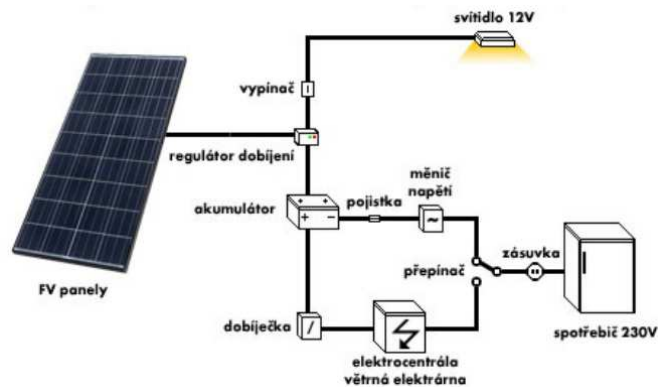 svítidlo 12V
vypínač
regulátor dobíjení
měnič
napětí
pojistka
akumulátor
zásuvka
přepínač
FV panely
dobíječka
spotřebič 230V
elektrocentrála
větrná elektrárna